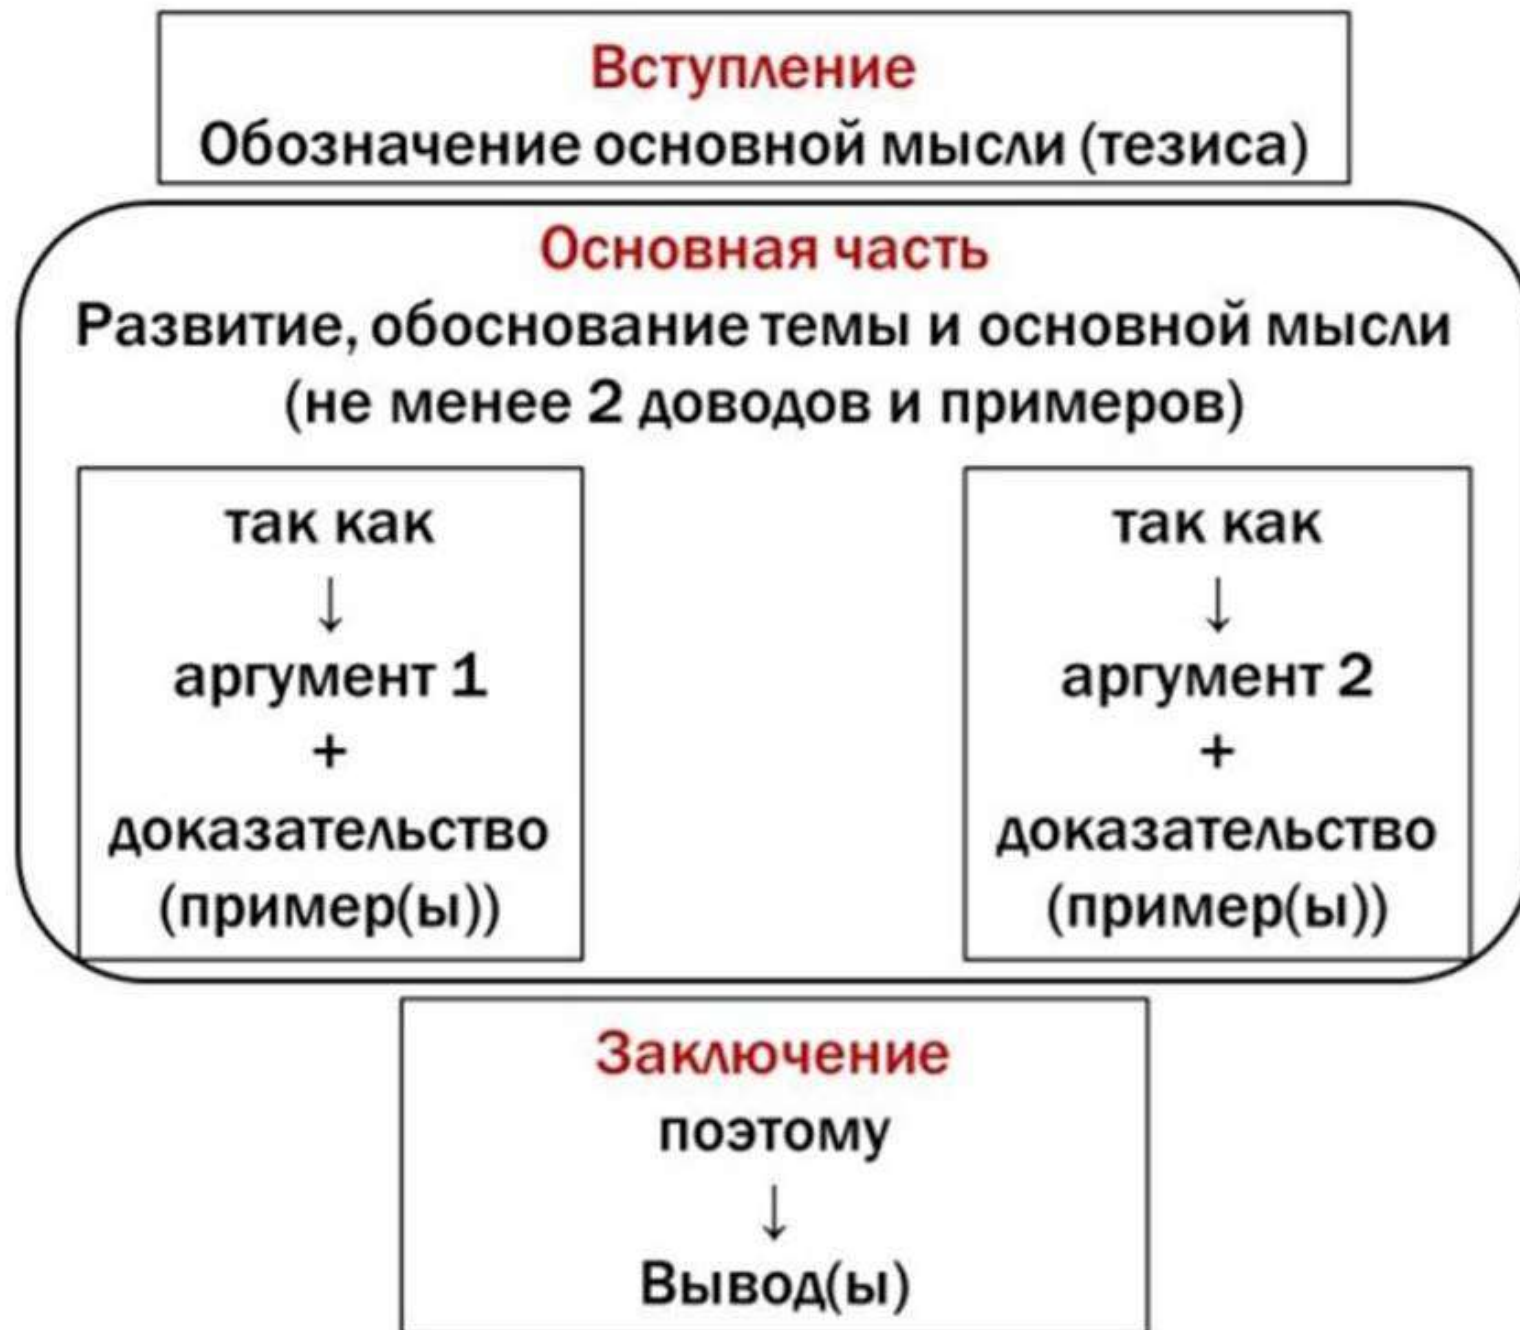 Вступление
Обозначение основной мысли (тезиса)
Основная часть
Развитие, обоснование темы и основной мысли
(не менее 2 доводов и примеров)
так как
↓
аргумент 1
+
доказательство
(пример(ы))
так как
↓
аргумент 2
+
доказательство
(пример(ы))
Заключение
поэтому
↓
Вывод(ы)